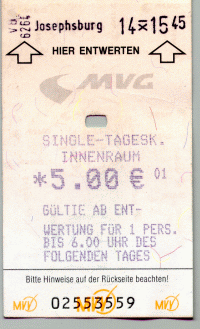 Josephsburg 14 15 45
HIER ENTWERTEN
MVG
SINGLE-TAGESK.
INNENRAUM
*5.00 € 01
GÜLTIG AB ENT-
WERTUNG FÜR 1 PERS.
BIS 6.00 UHR DES
FOLGENDEN TAGES
Bitte Hinweise auf der Rückseite beachten!
MVV 02553559 MVV
MVV